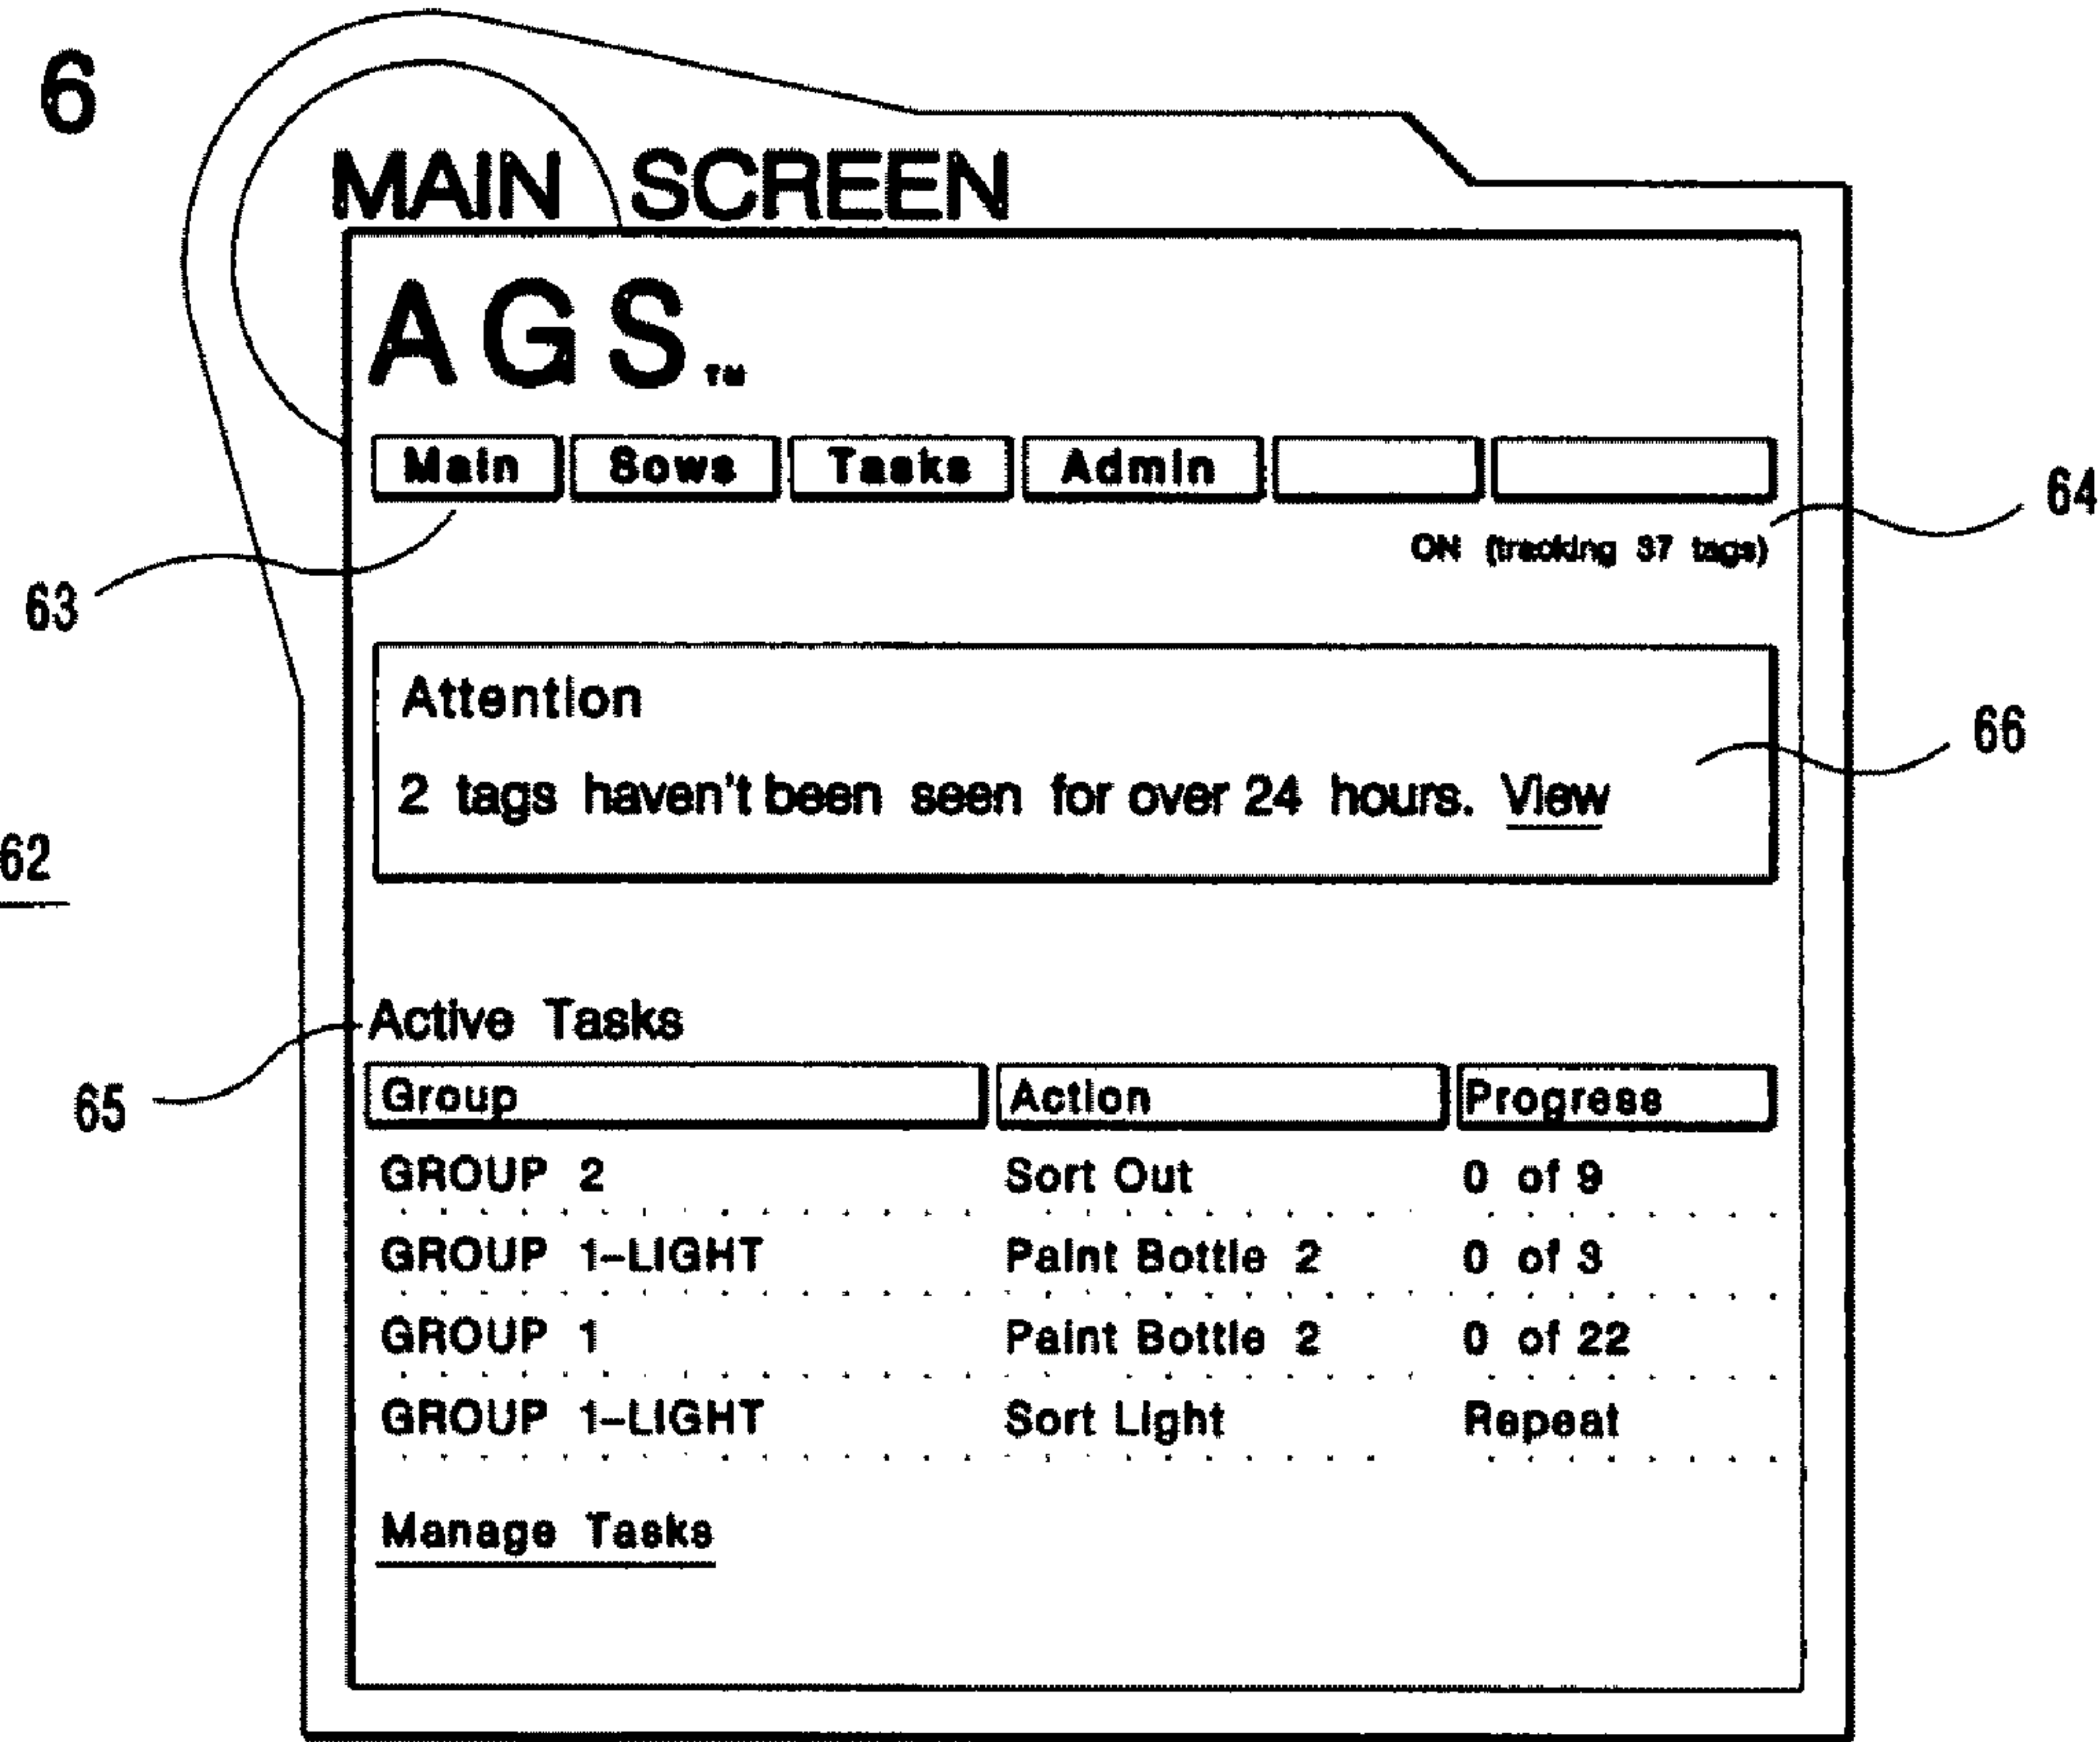 6
MAIN SCREEN
AGS™
Main Sows Tasks Admin
64
ON (tracking 37 tags)
63
Attention
66
2 tags haven't been seen for over 24 hours. View
62
Active Tasks
65
Group Action Progress
GROUP 2 Sort Out 0 of 9
GROUP 1-LIGHT Paint Bottle 2 0 of 3
GROUP 1 Paint Bottle 2 0 of 22
GROUP 1-LIGHT Sort Light Repeat
Manage Tasks